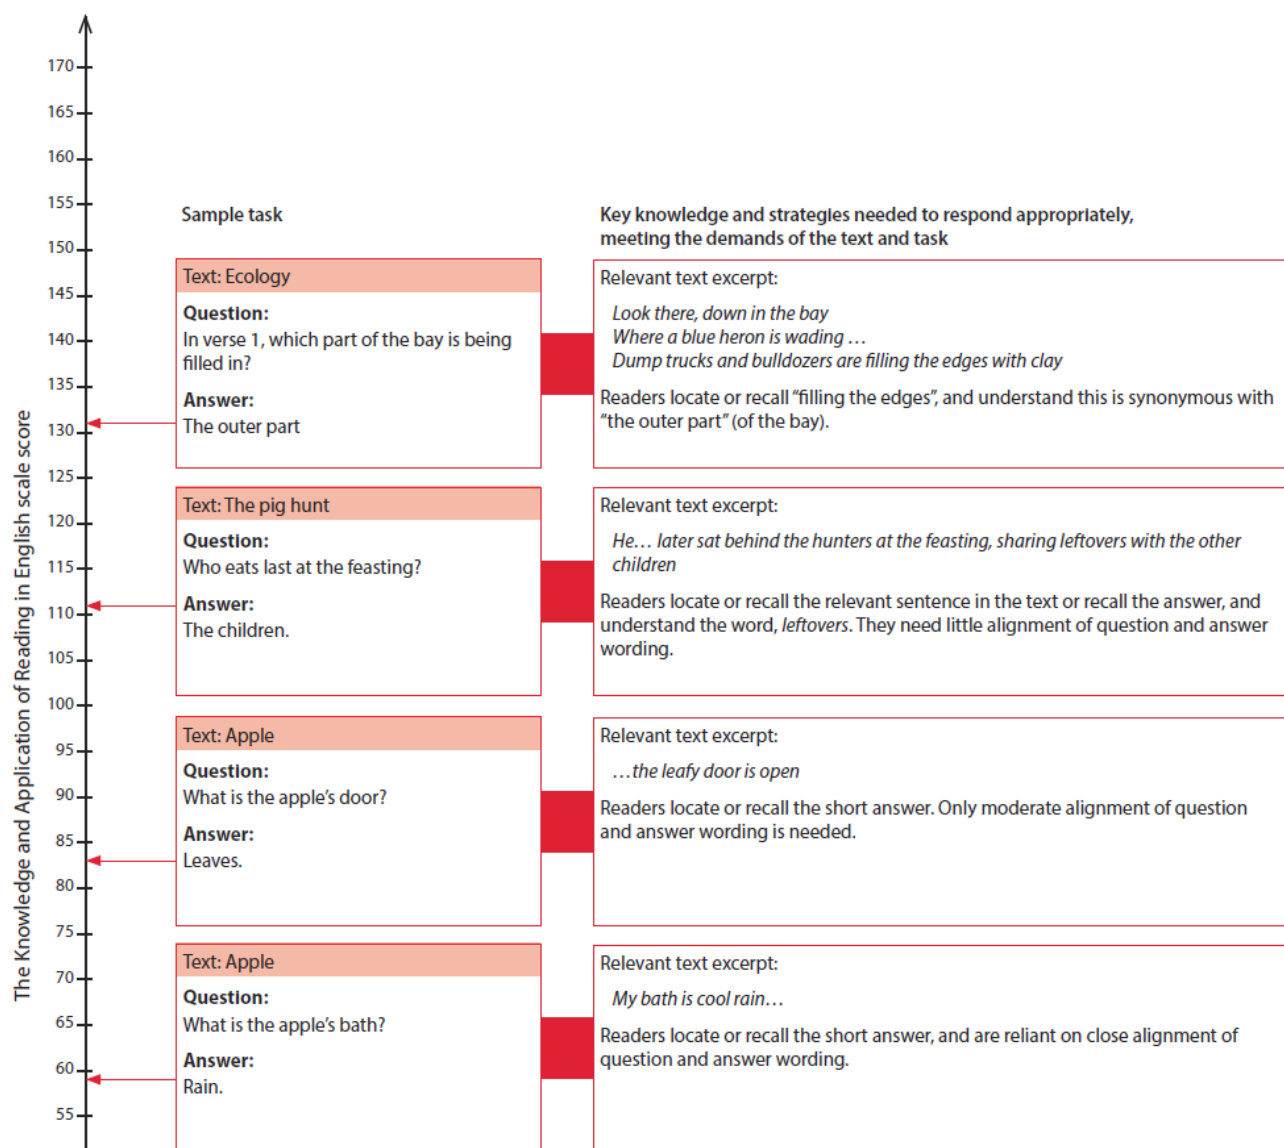 170
165
160
155
150
145
140
135
130
125
120
115
110
105
100
95
90
85
80
75
70
65
60
55
The Knowledge and Application of Reading in English scale score
Sample task
Key knowledge and strategies needed to respond appropriately,
meeting the demands of the text and task
Text: Ecology
Question:
In verse 1, which part of the bay is being
filled in?
Answer:
The outer part
Relevant text excerpt:
Look there, down in the bay
Where a blue heron is wading …
Dump trucks and bulldozers are filling the edges with clay
Readers locate or recall “filling the edges”, and understand this is synonymous with
“the outer part” (of the bay).
Text: The pig hunt
Question:
Who eats last at the feasting?
Answer:
The children.
Relevant text excerpt:
He… later sat behind the hunters at the feasting, sharing leftovers with the other
children
Readers locate or recall the relevant sentence in the text or recall the answer, and
understand the word, leftovers. They need little alignment of question and answer
wording.
Text: Apple
Question:
What is the apple’s door?
Answer:
Leaves.
Relevant text excerpt:
…the leafy door is open
Readers locate or recall the short answer. Only moderate alignment of question
and answer wording is needed.
Text: Apple
Question:
What is the apple’s bath?
Answer:
Rain.
Relevant text excerpt:
My bath is cool rain…
Readers locate or recall the short answer, and are reliant on close alignment of
question and answer wording.